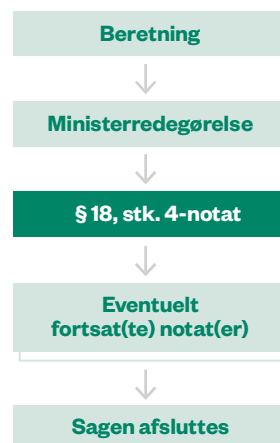 Beretning
Ministerredegørelse
§ 18, stk. 4-notat
Eventuelt
fortsat(te) notat(er)
Sagen afsluttes